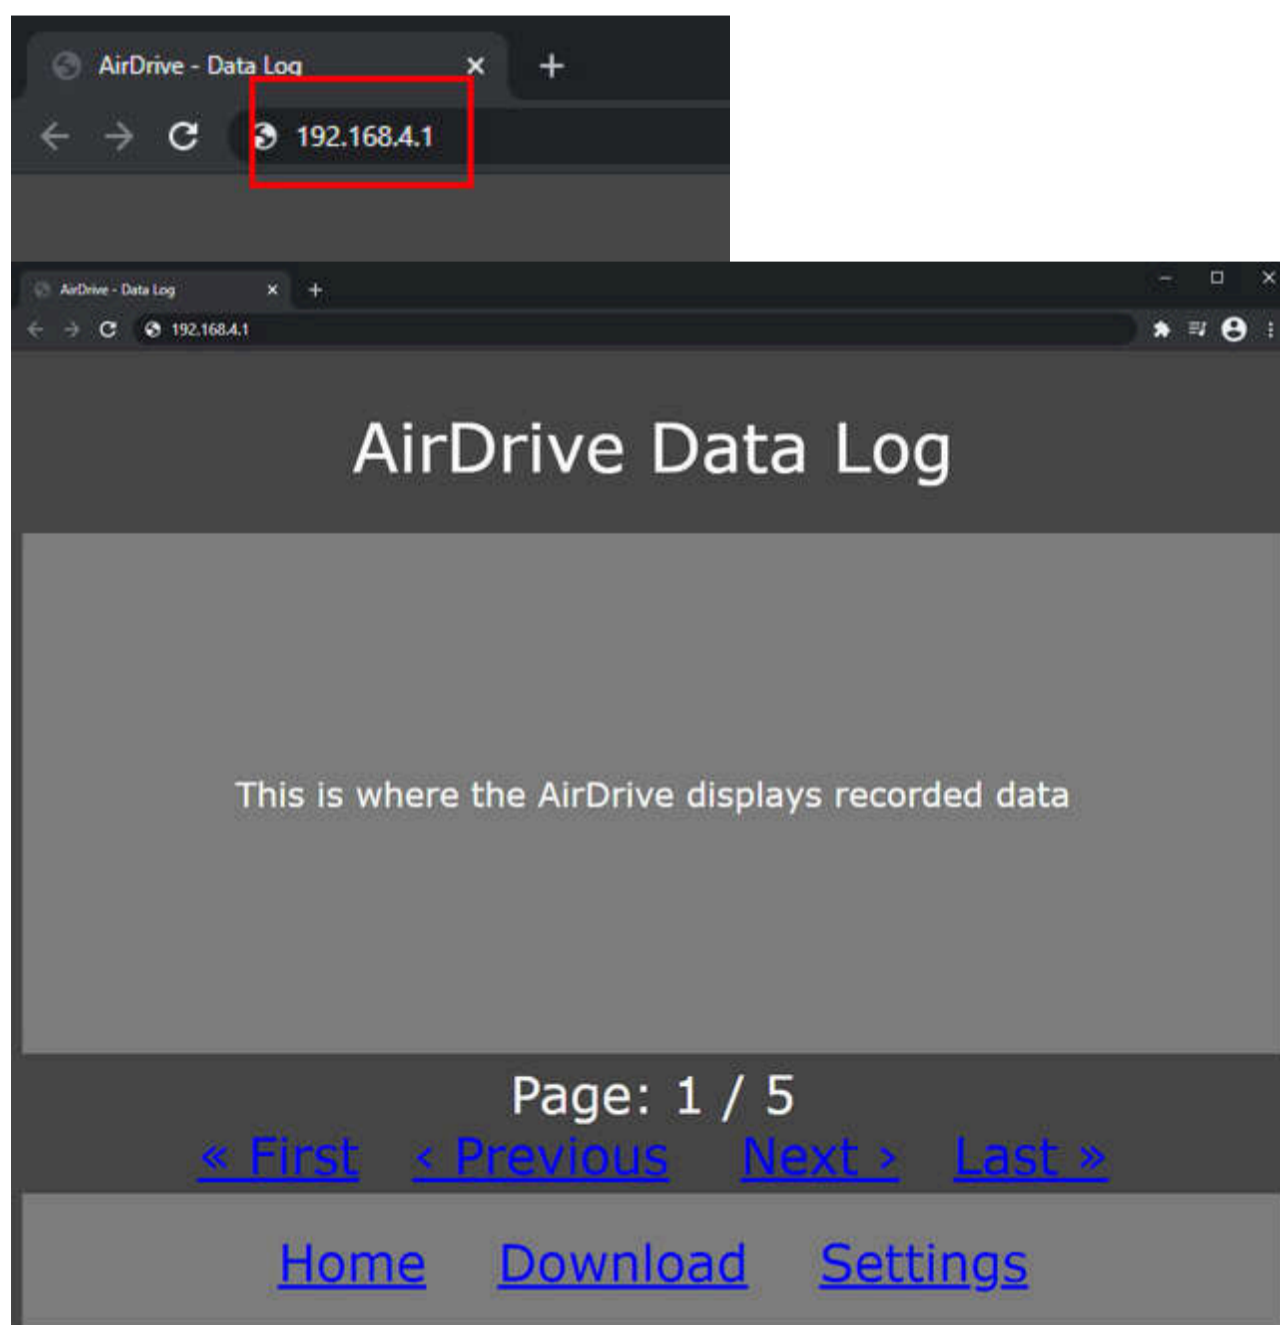 AirDrive - Data Log
192.168.4.1
AirDrive - Data Log
192.168.4.1
AirDrive Data Log
This is where the AirDrive displays recorded data
Page: 1 / 5
« First ‹ Previous Next › Last »
Home Download Settings